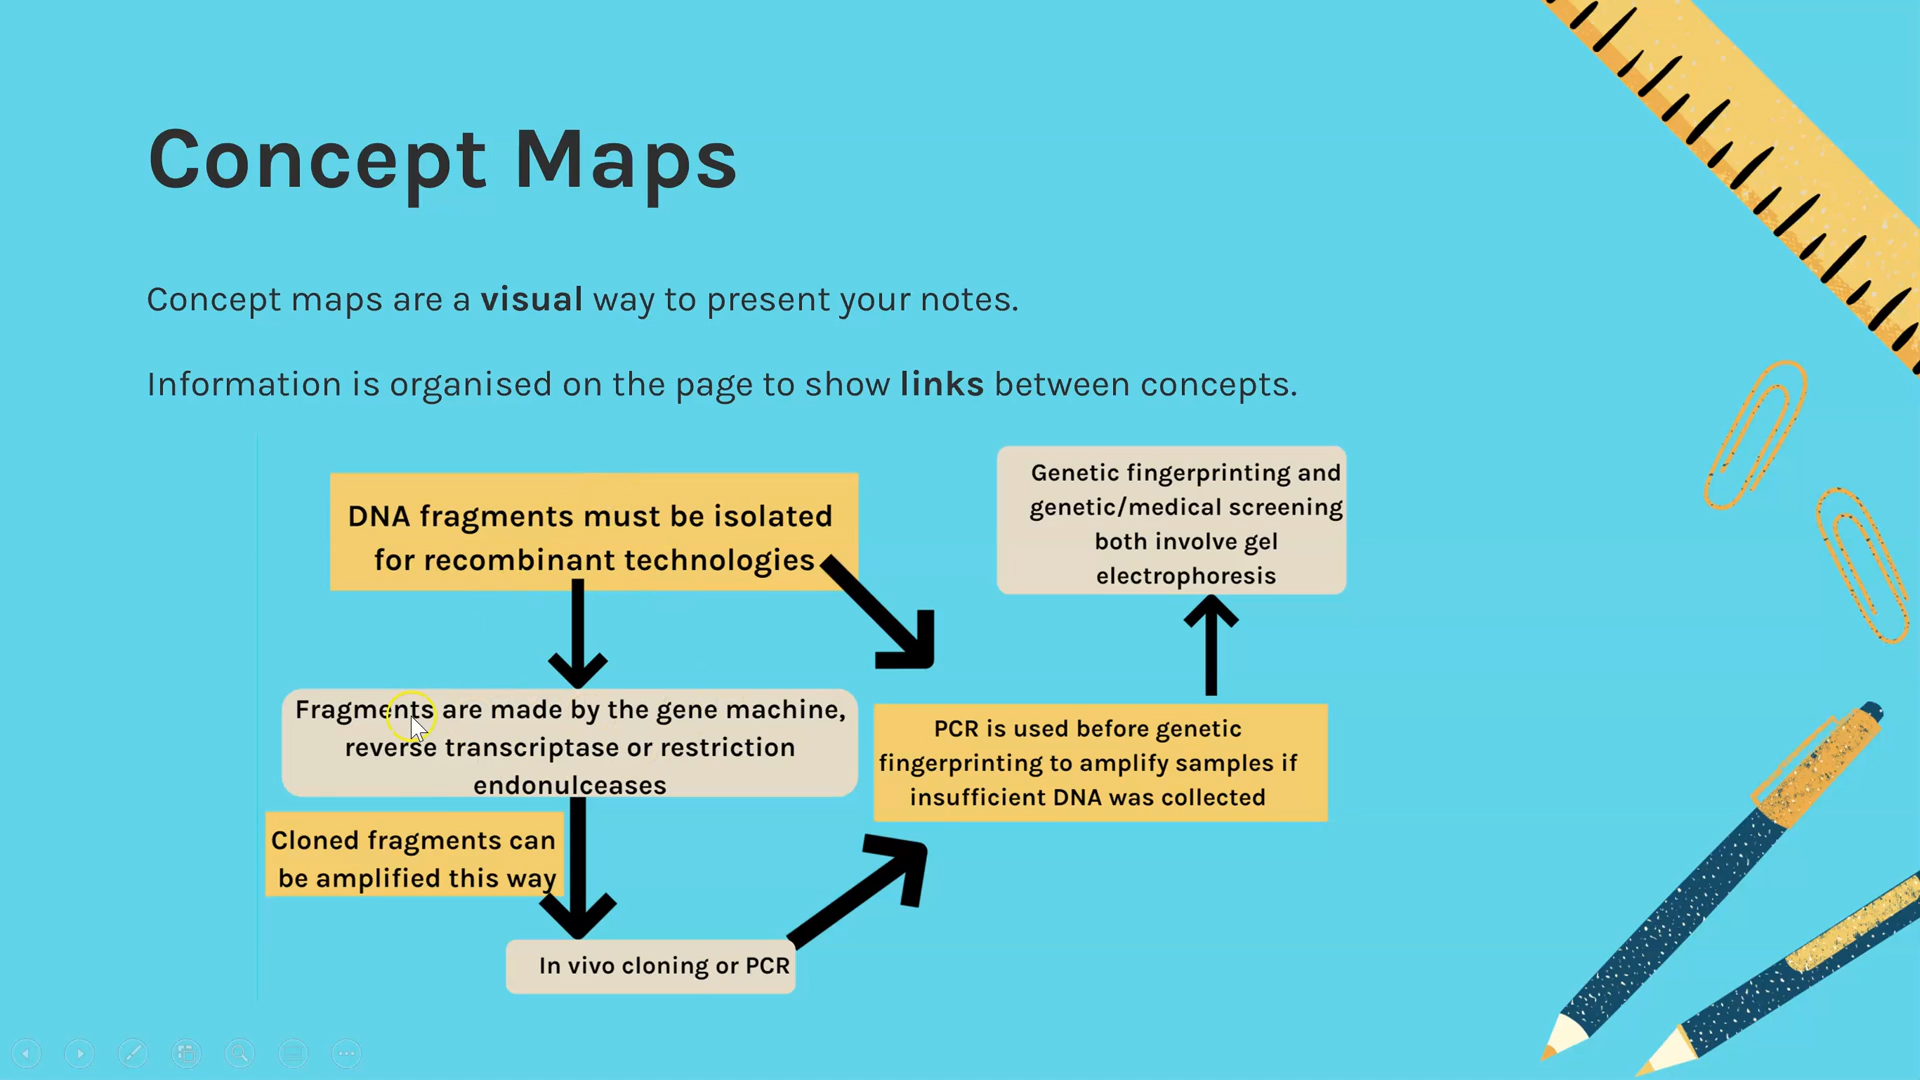 Concept Maps
Concept maps are a visual way to present your notes.
Information is organised on the page to show links between concepts.
DNA fragments must be isolated
for recombinant technologies
Genetic fingerprinting and
genetic/medical screening
both involve gel
electrophoresis
Fragments are made by the gene machine,
reverse transcriptase or restriction
endonulceases
PCR is used before genetic
fingerprinting to amplify samples if
insufficient DNA was collected
Cloned fragments can
be amplified this way
In vivo cloning or PCR